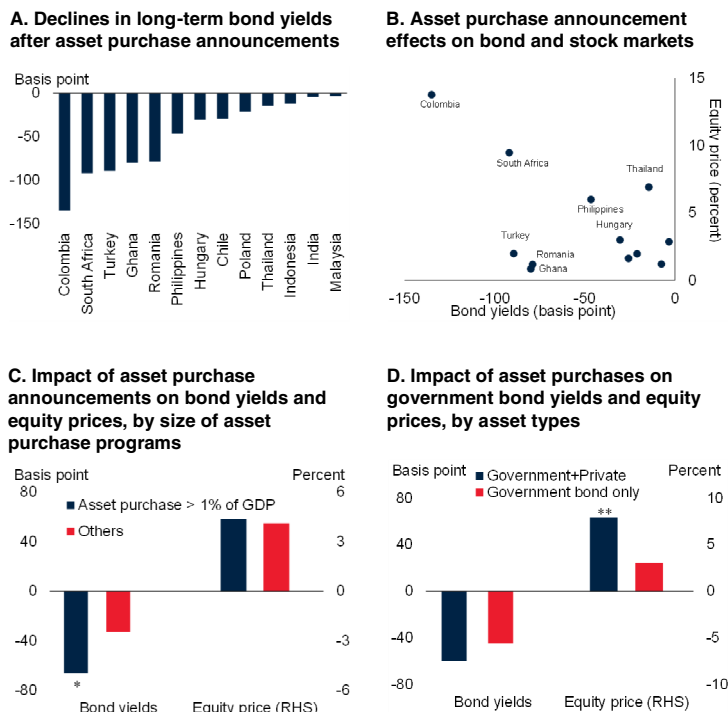 A. Declines in long-term bond yields
after asset purchase announcements
Basis point
0
-50
-100
-150
Colombia
South Africa
Turkey
Ghana
Romania
Philippines
Hungary
Chile
Poland
Thailand
Indonesia
India
Malaysia
B. Asset purchase announcement
effects on bond and stock markets
15
10
5
0
Equity price (percent)
Colombia
South Africa
Thailand
Philippines
Hungary
Turkey
Romania
Ghana
-150
-100
-50
0
Bond yields (basis point)
C. Impact of asset purchase
announcements on bond yields and
equity prices, by size of asset
purchase programs
Basis point
Percent
80
40
0
-40
-80
Asset purchase > 1% of GDP
Others
6
3
0
-3
-6
*
Bond yields
Equity price (RHS)
D. Impact of asset purchases on
government bond yields and equity
prices, by asset types
Basis point
Percent
80
40
0
-40
-80
Government+Private
Government bond only
**
10
5
0
-5
-10
Bond yields
Equity price (RHS)